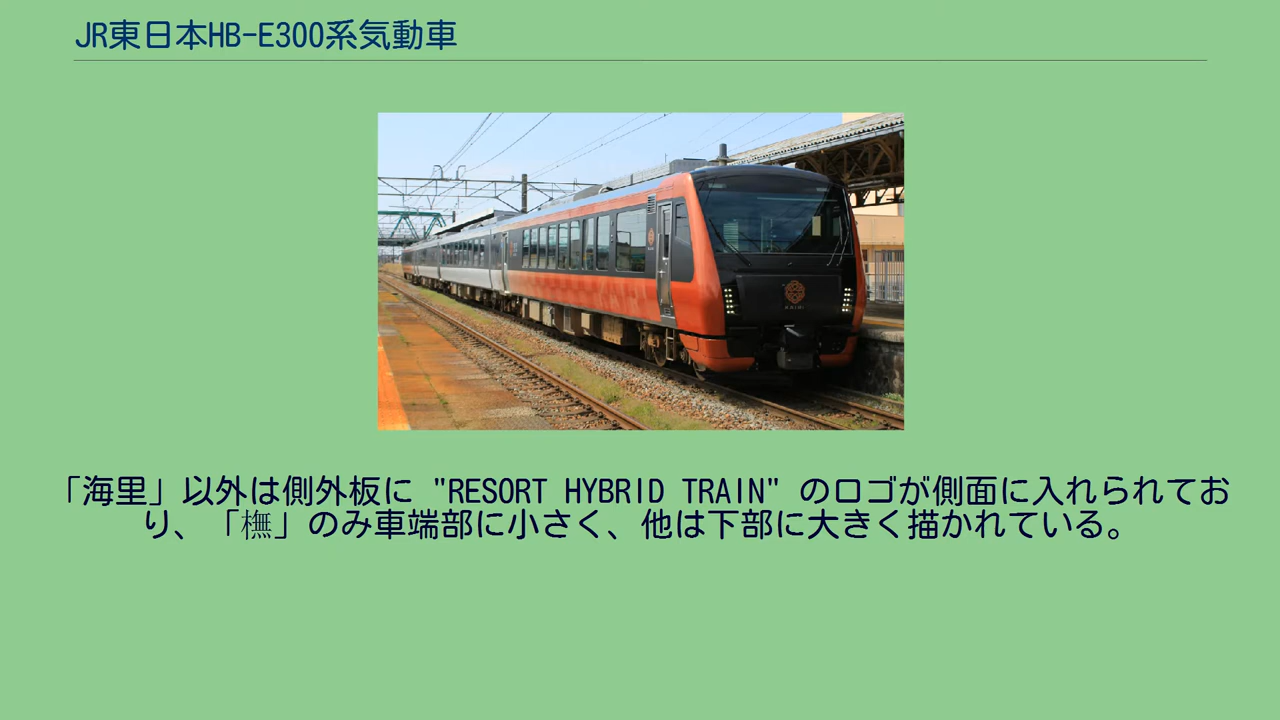 JR東日本HB-E300系気動車
KAIRI
「海里」以外は側外板に "RESORT HYBRID TRAIN" のロゴが側面に入れられてお
り、「橅」のみ車端部に小さく、他は下部に大きく描かれている。